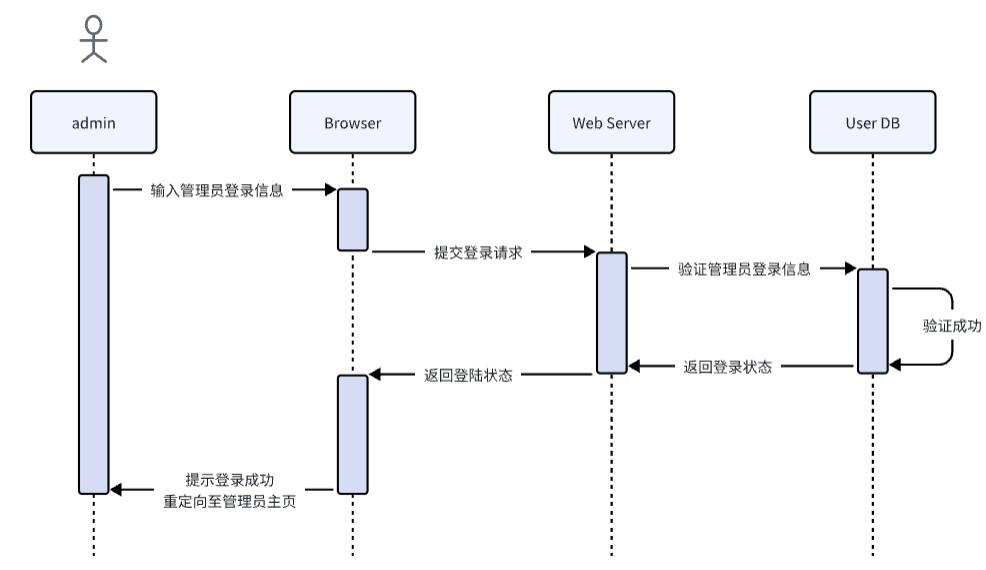 admin
Browser
Web Server
User DB
输入管理员登录信息
提交登录请求
验证管理员登录信息
验证成功
返回登录状态
返回登陆状态
提示登录成功
重定向至管理员主页